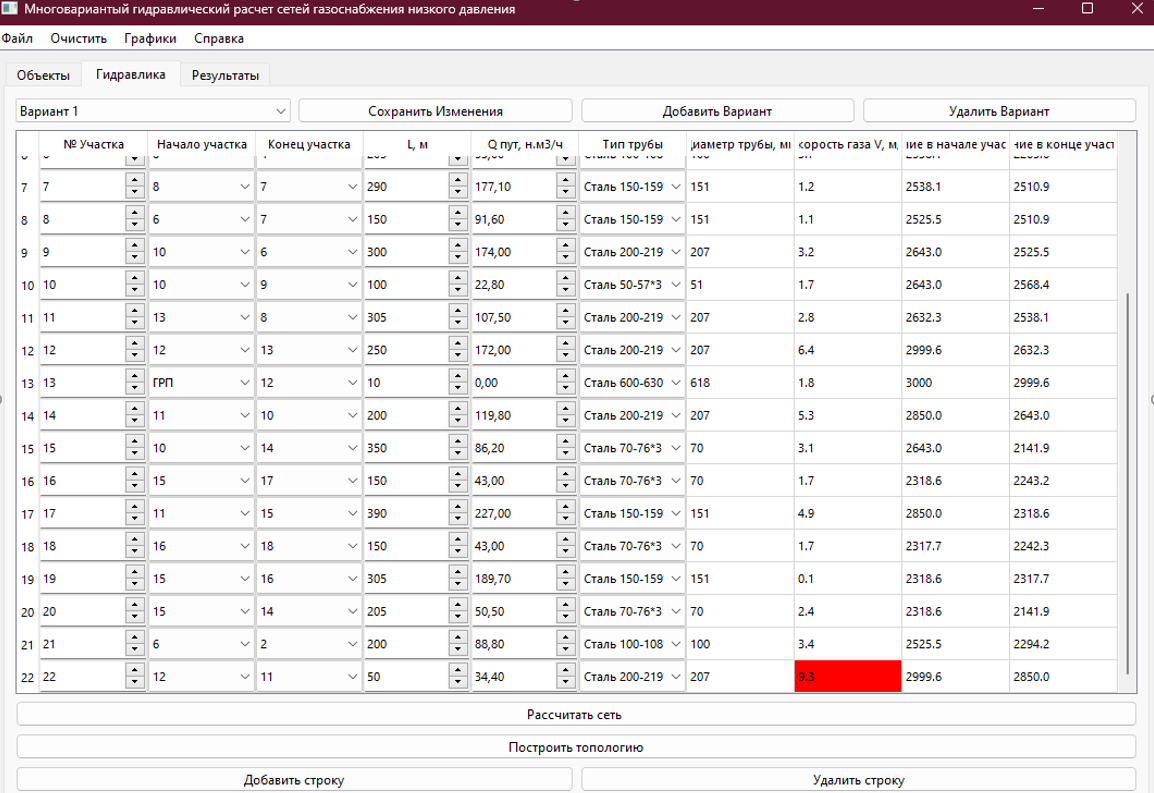 Многовариантый гидравлический расчет сетей газоснабжения низкого давления
Файл Очистить Графики Справка
Объекты Гидравлика Результаты
Вариант 1 Сохранить Изменения Добавить Вариант Удалить Вариант
№ Участка Начало участка Конец участка L, м Q пут, н.м3/ч Тип трубы диаметр трубы, м корость газа V, м, ние в начале учас ние в конце участ
7 7 8 7 290 177,10 Сталь 150-159 151 1.2 2538.1 2510.9
8 8 6 7 150 91,60 Сталь 150-159 151 1.1 2525.5 2510.9
9 9 10 6 300 174,00 Сталь 200-219 207 3.2 2643.0 2525.5
10 10 10 9 100 22,80 Сталь 50-57*3 51 1.7 2643.0 2568.4
11 11 13 8 305 107,50 Сталь 200-219 207 2.8 2632.3 2538.1
12 12 12 13 250 172,00 Сталь 200-219 207 6.4 2999.6 2632.3
13 13 ГРП 12 10 0,00 Сталь 600-630 618 1.8 3000 2999.6
14 14 11 10 200 119,80 Сталь 200-219 207 5.3 2850.0 2643.0
15 15 10 14 350 86,20 Сталь 70-76*3 70 3.1 2643.0 2141.9
16 16 15 17 150 43,00 Сталь 70-76*3 70 1.7 2318.6 2243.2
17 17 11 15 390 227,00 Сталь 150-159 151 4.9 2850.0 2318.6
18 18 16 18 150 43,00 Сталь 70-76*3 70 1.7 2317.7 2242.3
19 19 15 16 305 189,70 Сталь 150-159 151 0.1 2318.6 2317.7
20 20 15 14 205 50,50 Сталь 70-76*3 70 2.4 2318.6 2141.9
21 21 6 2 200 88,80 Сталь 100-108 100 3.4 2525.5 2294.2
22 22 12 11 50 34,40 Сталь 200-219 207 9.3 2999.6 2850.0
Рассчитать сеть
Построить топологию
Добавить строку Удалить строку